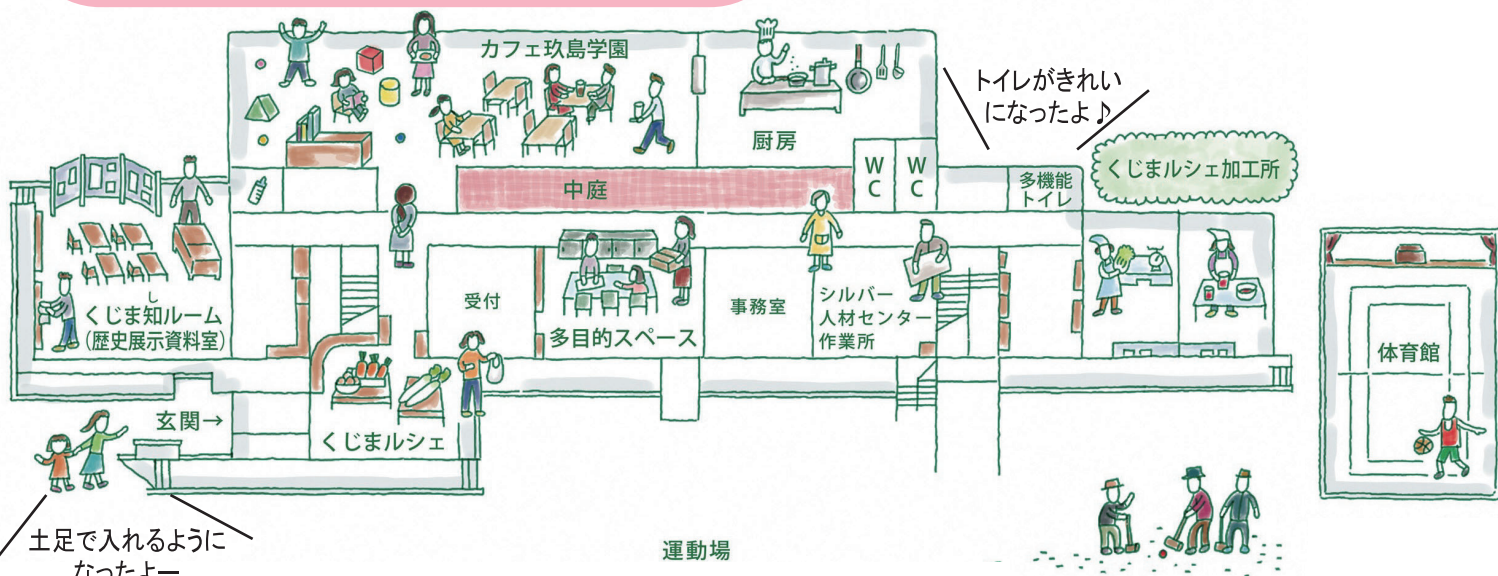 カフェ玖島学園
厨房
トイレがきれい
になったよ♪
くじまルシェ加工所
W
C
W
C
多機能
トイレ
中庭
し
くじま知ルーム
(歴史展示資料室)
受付
多目的スペース
事務室
シルバー
人材センター
作業所
体育館
玄関→
くじまルシェ
土足で入れるように
なったよー
運動場